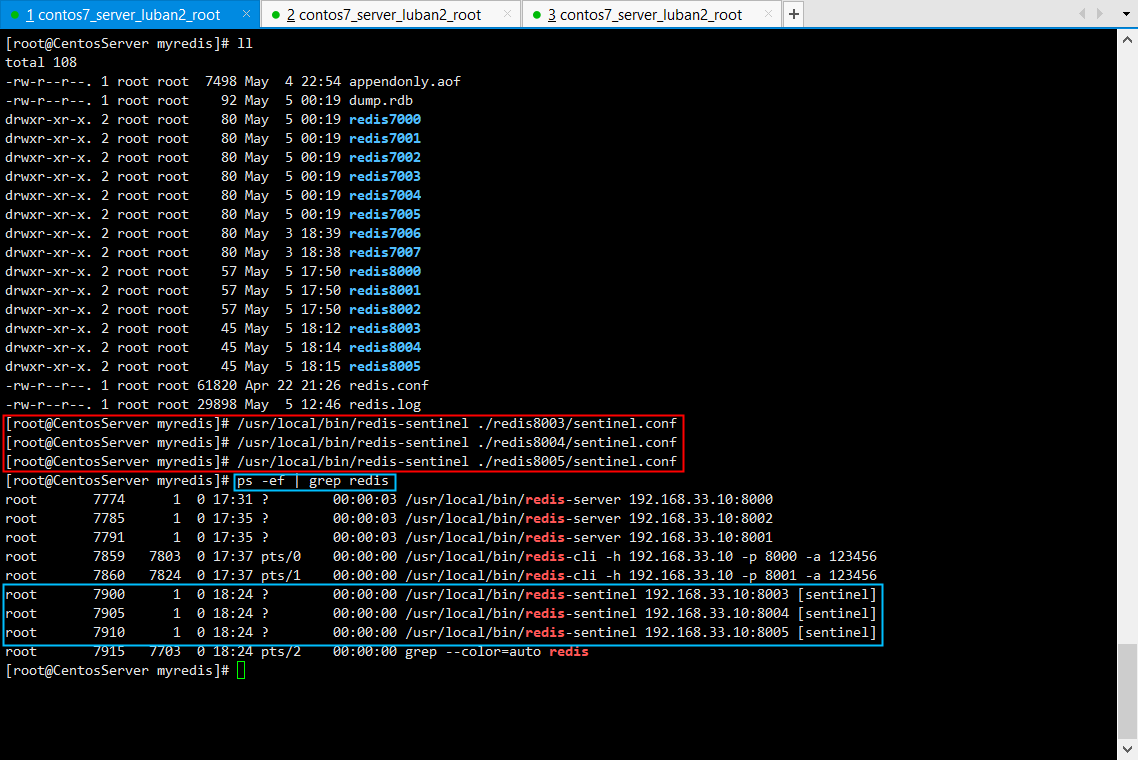 1 contos7_server_luban2_root × 2 contos7_server_luban2_root × 3 contos7_server_luban2_root × +
[root@CentosServer myredis]# ll
total 108
-rw-r--r--. 1 root root  7498 May  4 22:54 appendonly.aof
-rw-r--r--. 1 root root    92 May  5 00:19 dump.rdb
drwxr-xr-x. 2 root root    80 May  5 00:19 redis7000
drwxr-xr-x. 2 root root    80 May  5 00:19 redis7001
drwxr-xr-x. 2 root root    80 May  5 00:19 redis7002
drwxr-xr-x. 2 root root    80 May  5 00:19 redis7003
drwxr-xr-x. 2 root root    80 May  5 00:19 redis7004
drwxr-xr-x. 2 root root    80 May  5 00:19 redis7005
drwxr-xr-x. 2 root root    80 May  3 18:39 redis7006
drwxr-xr-x. 2 root root    80 May  3 18:38 redis7007
drwxr-xr-x. 2 root root    57 May  5 17:50 redis8000
drwxr-xr-x. 2 root root    57 May  5 17:50 redis8001
drwxr-xr-x. 2 root root    57 May  5 17:50 redis8002
drwxr-xr-x. 2 root root    45 May  5 18:12 redis8003
drwxr-xr-x. 2 root root    45 May  5 18:14 redis8004
drwxr-xr-x. 2 root root    45 May  5 18:15 redis8005
-rw-r--r--. 1 root root 61820 Apr 22 21:26 redis.conf
-rw-r--r--. 1 root root 29898 May  5 12:46 redis.log
[root@CentosServer myredis]# /usr/local/bin/redis-sentinel ./redis8003/sentinel.conf
[root@CentosServer myredis]# /usr/local/bin/redis-sentinel ./redis8004/sentinel.conf
[root@CentosServer myredis]# /usr/local/bin/redis-sentinel ./redis8005/sentinel.conf
[root@CentosServer myredis]# ps -ef | grep redis
root       7774      1  0 17:31 ?        00:00:03 /usr/local/bin/redis-server 192.168.33.10:8000
root       7785      1  0 17:35 ?        00:00:03 /usr/local/bin/redis-server 192.168.33.10:8002
root       7791      1  0 17:35 ?        00:00:03 /usr/local/bin/redis-server 192.168.33.10:8001
root       7859   7803  0 17:37 pts/0    00:00:00 /usr/local/bin/redis-cli -h 192.168.33.10 -p 8000 -a 123456
root       7860   7824  0 17:37 pts/1    00:00:00 /usr/local/bin/redis-cli -h 192.168.33.10 -p 8001 -a 123456
root       7900      1  0 18:24 ?        00:00:00 /usr/local/bin/redis-sentinel 192.168.33.10:8003 [sentinel]
root       7905      1  0 18:24 ?        00:00:00 /usr/local/bin/redis-sentinel 192.168.33.10:8004 [sentinel]
root       7910      1  0 18:24 ?        00:00:00 /usr/local/bin/redis-sentinel 192.168.33.10:8005 [sentinel]
root       7915   7703  0 18:24 pts/2    00:00:00 grep --color=auto redis
[root@CentosServer myredis]#